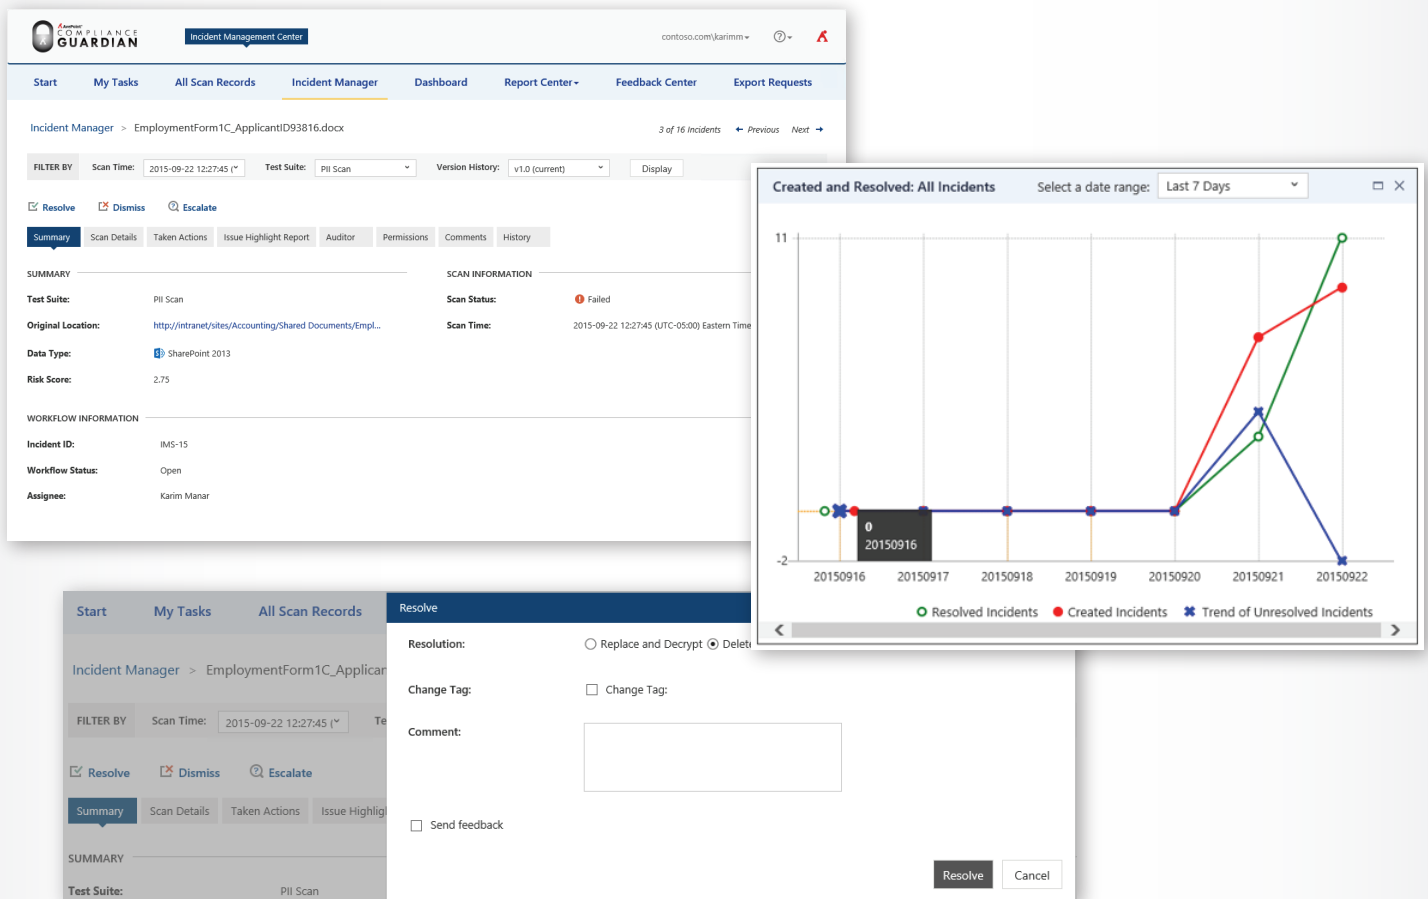 AvePoint
COMPLIANCE
GUARDIAN
Incident Management Center
contoso.com\karimm
Start My Tasks All Scan Records Incident Manager Dashboard Report Center Feedback Center Export Requests
Incident Manager > EmploymentForm1C_ApplicantID93816.docx
3 of 16 Incidents Previous Next
FILTER BY Scan Time: 2015-09-22 12:27:45 ( Test Suite: PII Scan Version History: v1.0 (current) Display
Resolve Dismiss Escalate
Summary Scan Details Taken Actions Issue Highlight Report Auditor Permissions Comments History
SUMMARY
Test Suite: PII Scan
Original Location: http://intranet/sites/Accounting/Shared Documents/Empl...
Data Type: SharePoint 2013
Risk Score: 2.75
SCAN INFORMATION
Scan Status: Failed
Scan Time: 2015-09-22 12:27:45 (UTC-05:00) Eastern Time
WORKFLOW INFORMATION
Incident ID: IMS-15
Workflow Status: Open
Assignee: Karim Manar
Created and Resolved: All Incidents Select a date range: Last 7 Days
11
0
20150916
-2
20150916 20150917 20150918 20150919 20150920 20150921 20150922
Resolved Incidents Created Incidents Trend of Unresolved Incidents
Start My Tasks All Scan Records
Incident Manager > EmploymentForm1C_Applican
FILTER BY Scan Time: 2015-09-22 12:27:45 ( Te
Resolve Dismiss Escalate
Summary Scan Details Taken Actions Issue Highlig
SUMMARY
Test Suite: PII Scan
Resolve
Resolution: Replace and Decrypt Delete
Change Tag: Change Tag:
Comment:
Send feedback
Resolve Cancel